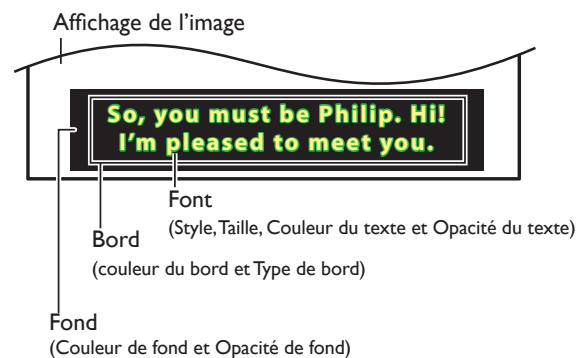 Affichage de l’image
So, you must be Philip. Hi!
I’m pleased to meet you.
Font
(Style, Taille, Couleur du texte et Opacité du texte)
Bord
(couleur du bord et Type de bord)
Fond
(Couleur de fond et Opacité de fond)